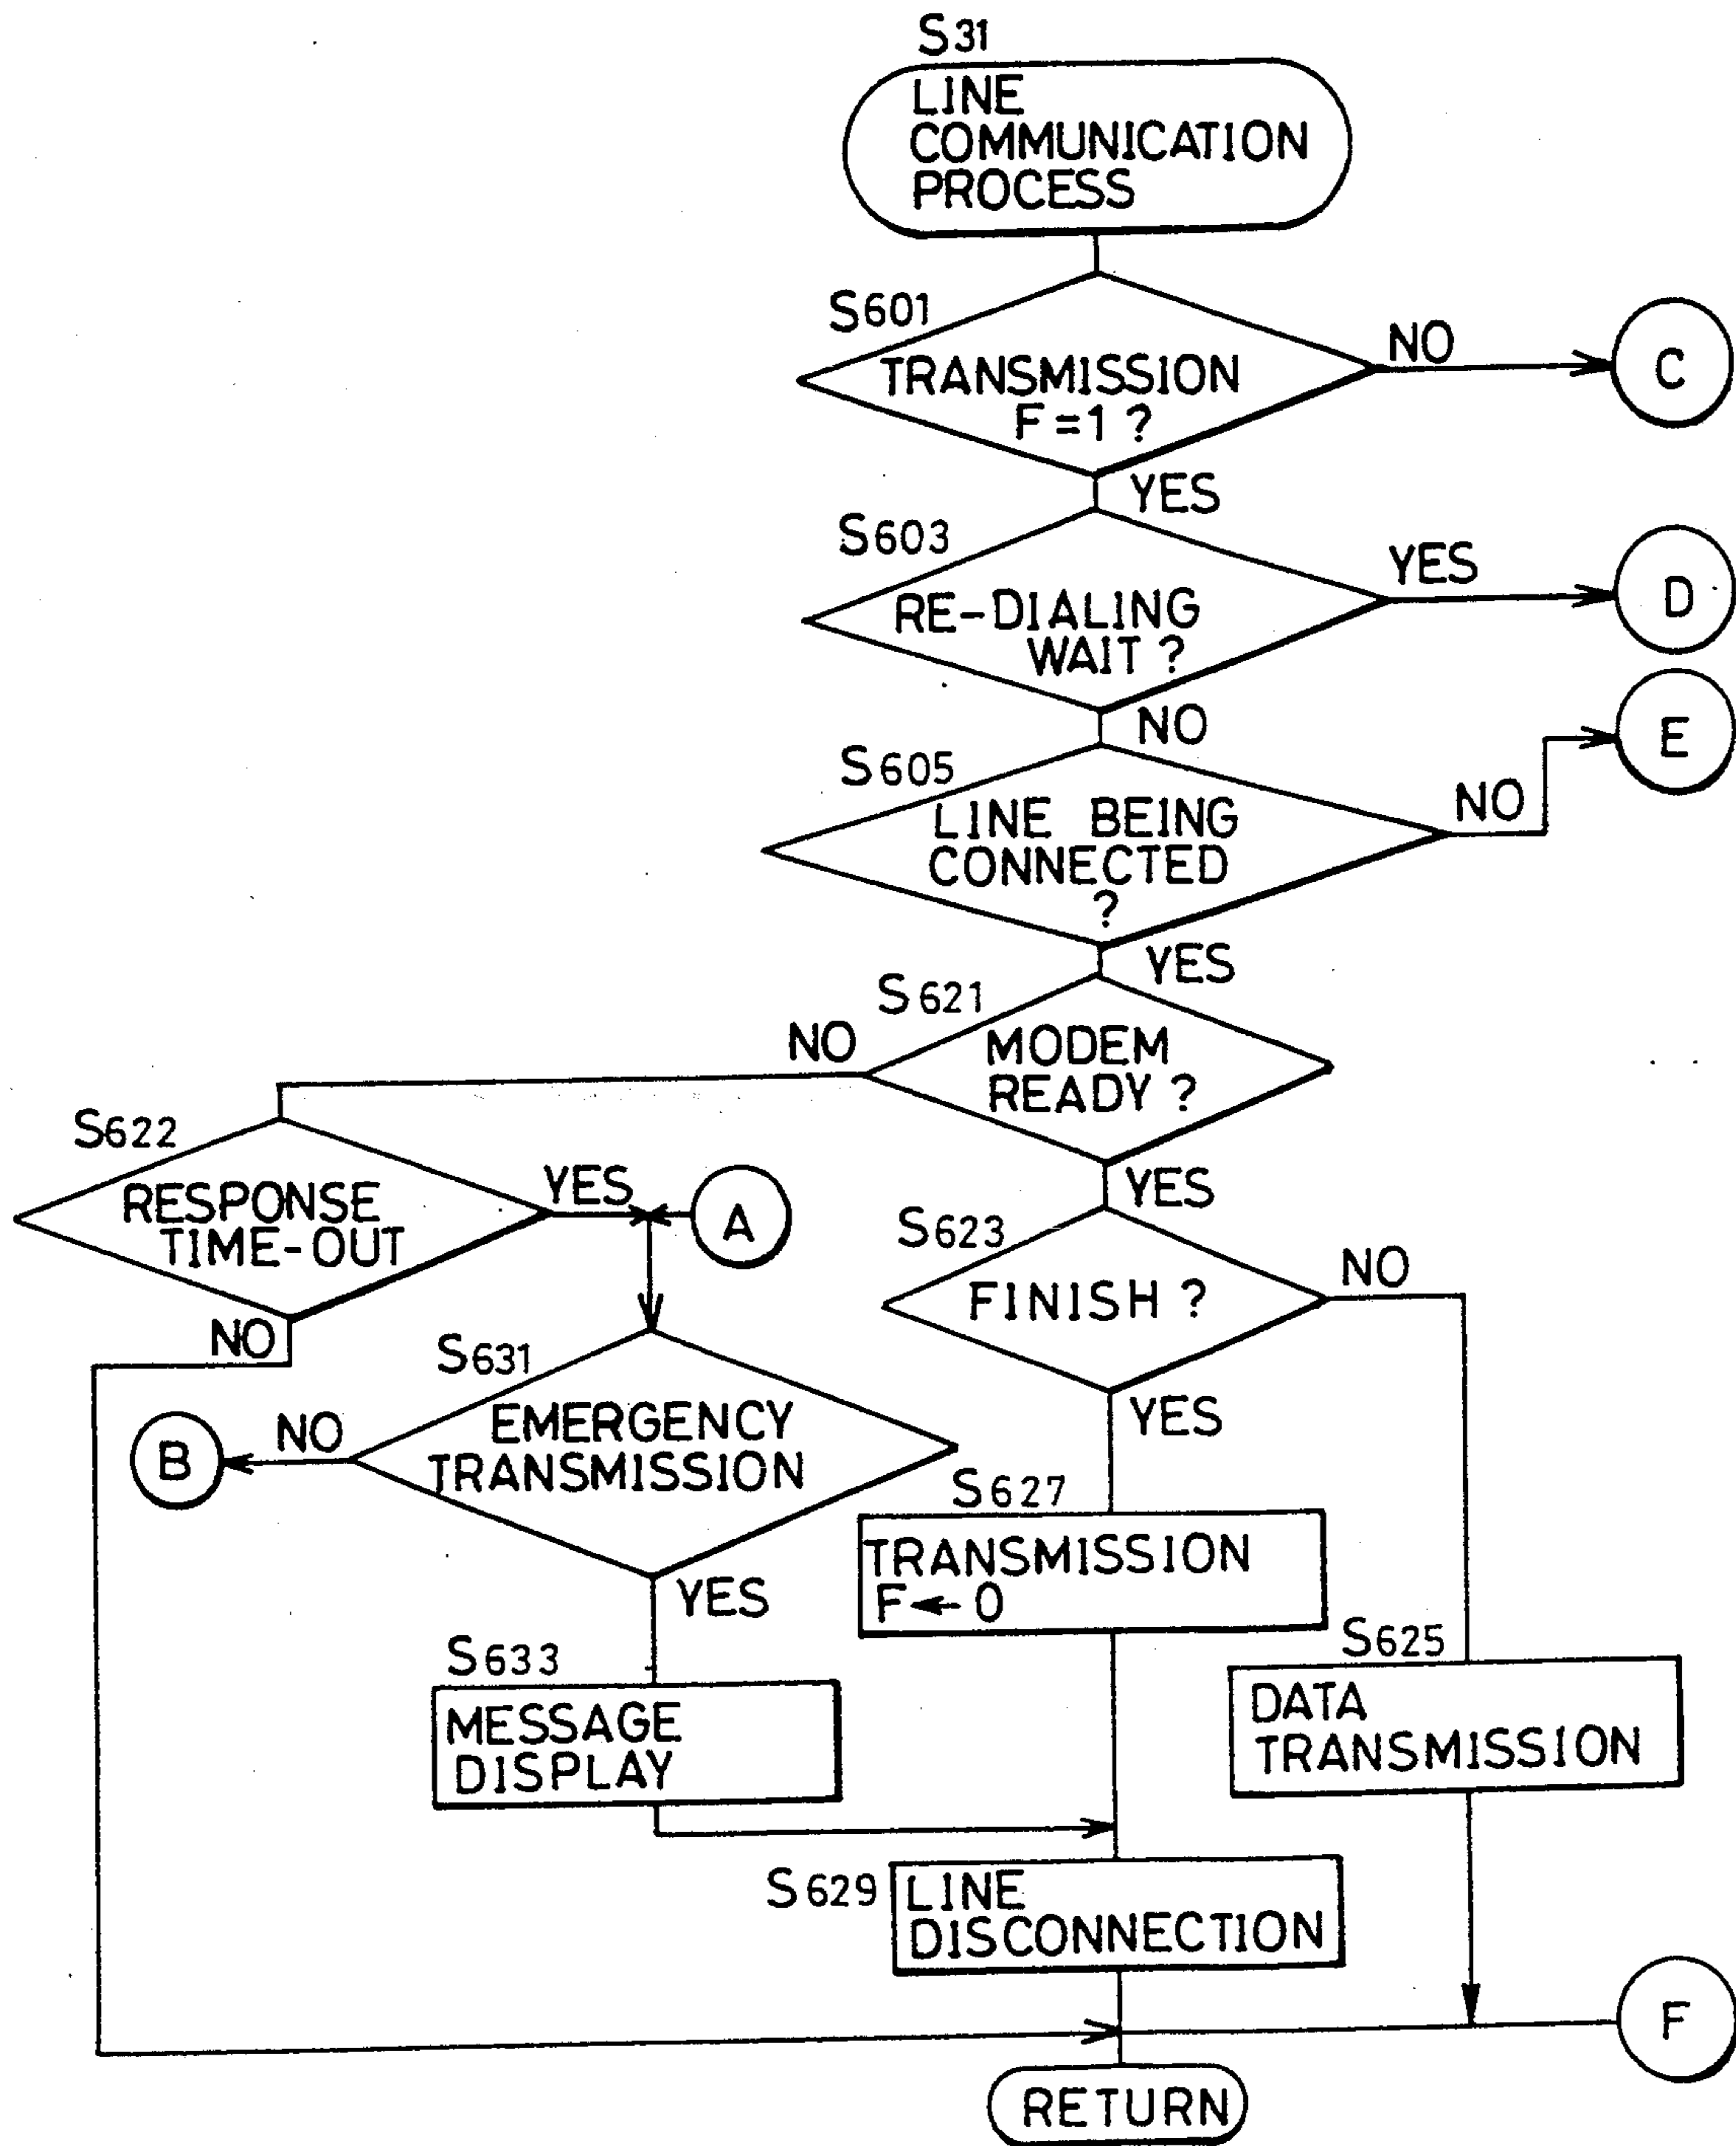 S31
LINE
COMMUNICATION
PROCESS
S601
TRANSMISSION
F=1 ?
NO
C
YES
S603
RE-DIALING
WAIT ?
YES
D
NO
S605
LINE BEING
CONNECTED
?
NO
E
YES
S621
MODEM
READY ?
NO
S622
RESPONSE
TIME-OUT
YES
A
NO
YES
S623
FINISH ?
NO
S631
EMERGENCY
TRANSMISSION
NO
B
YES
YES
S627
TRANSMISSION
F ← 0
S633
MESSAGE
DISPLAY
S625
DATA
TRANSMISSION
S629
LINE
DISCONNECTION
F
RETURN